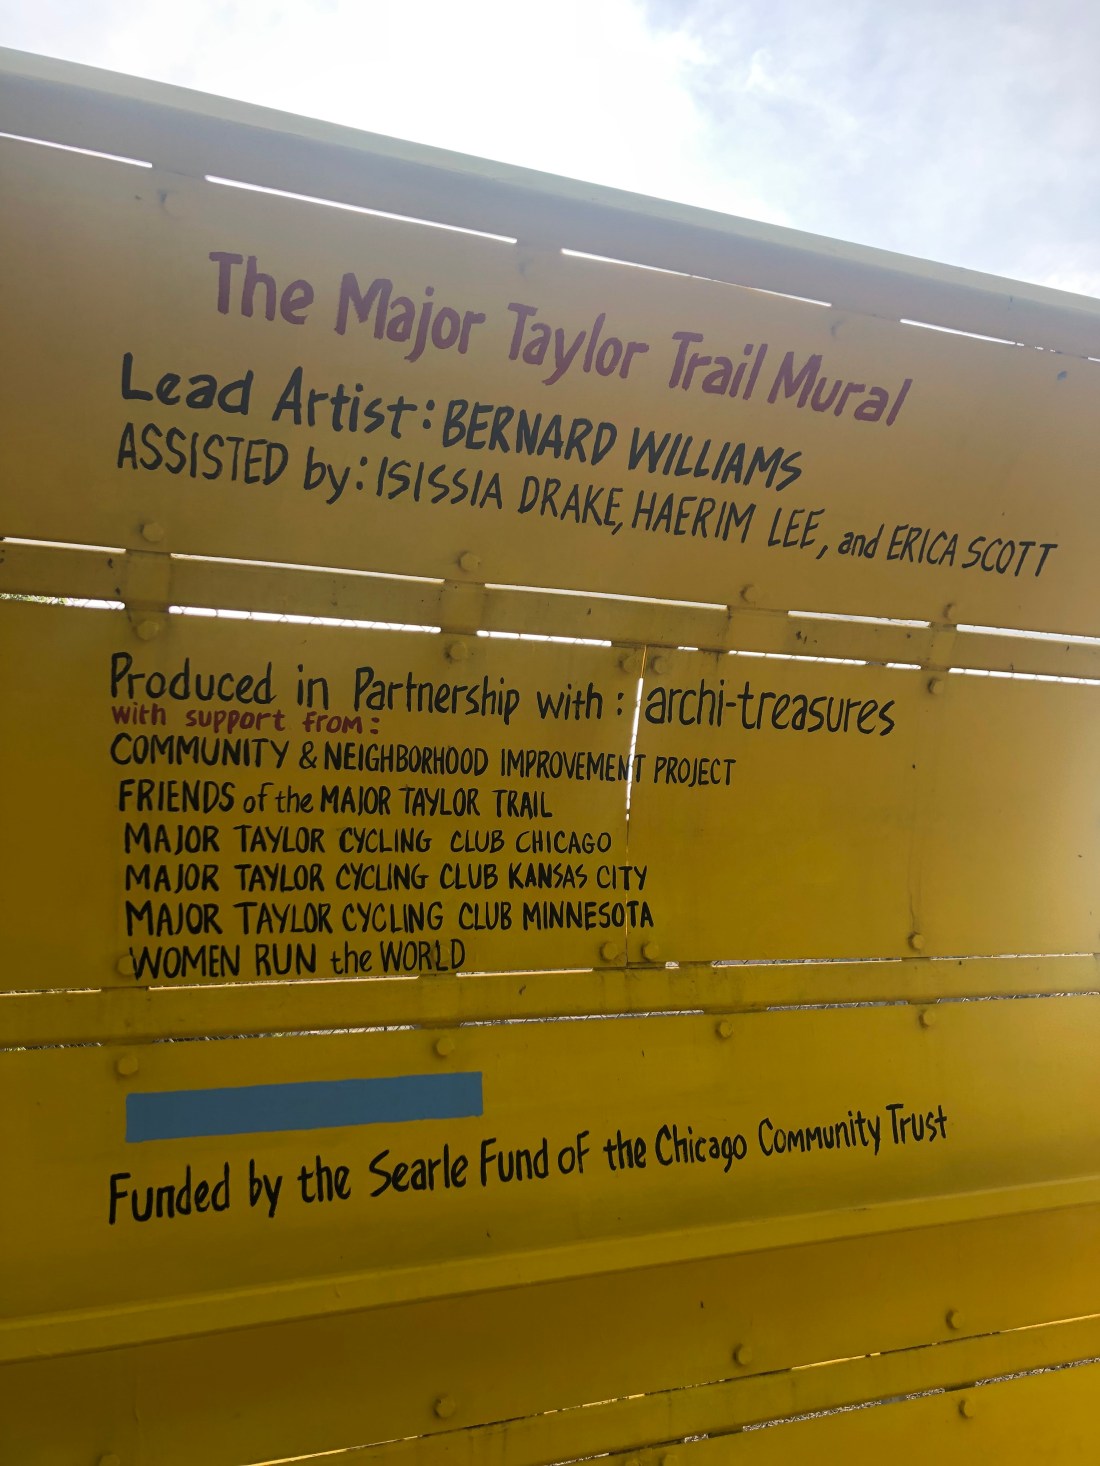 The Major Taylor Trail Mural
Lead Artist: BERNARD WILLIAMS
ASSISTED by: ISISSIA DRAKE, HAERIM LEE, and ERICA SCOTT
Produced in Partnership with: archi-treasures
with support from:
COMMUNITY & NEIGHBORHOOD IMPROVEMENT PROJECT
FRIENDS of the MAJOR TAYLOR TRAIL
MAJOR TAYLOR CYCLING CLUB CHICAGO
MAJOR TAYLOR CYCLING CLUB KANSAS CITY
MAJOR TAYLOR CYCLING CLUB MINNESOTA
WOMEN RUN the WORLD
Funded by the Searle Fund of the Chicago Community Trust